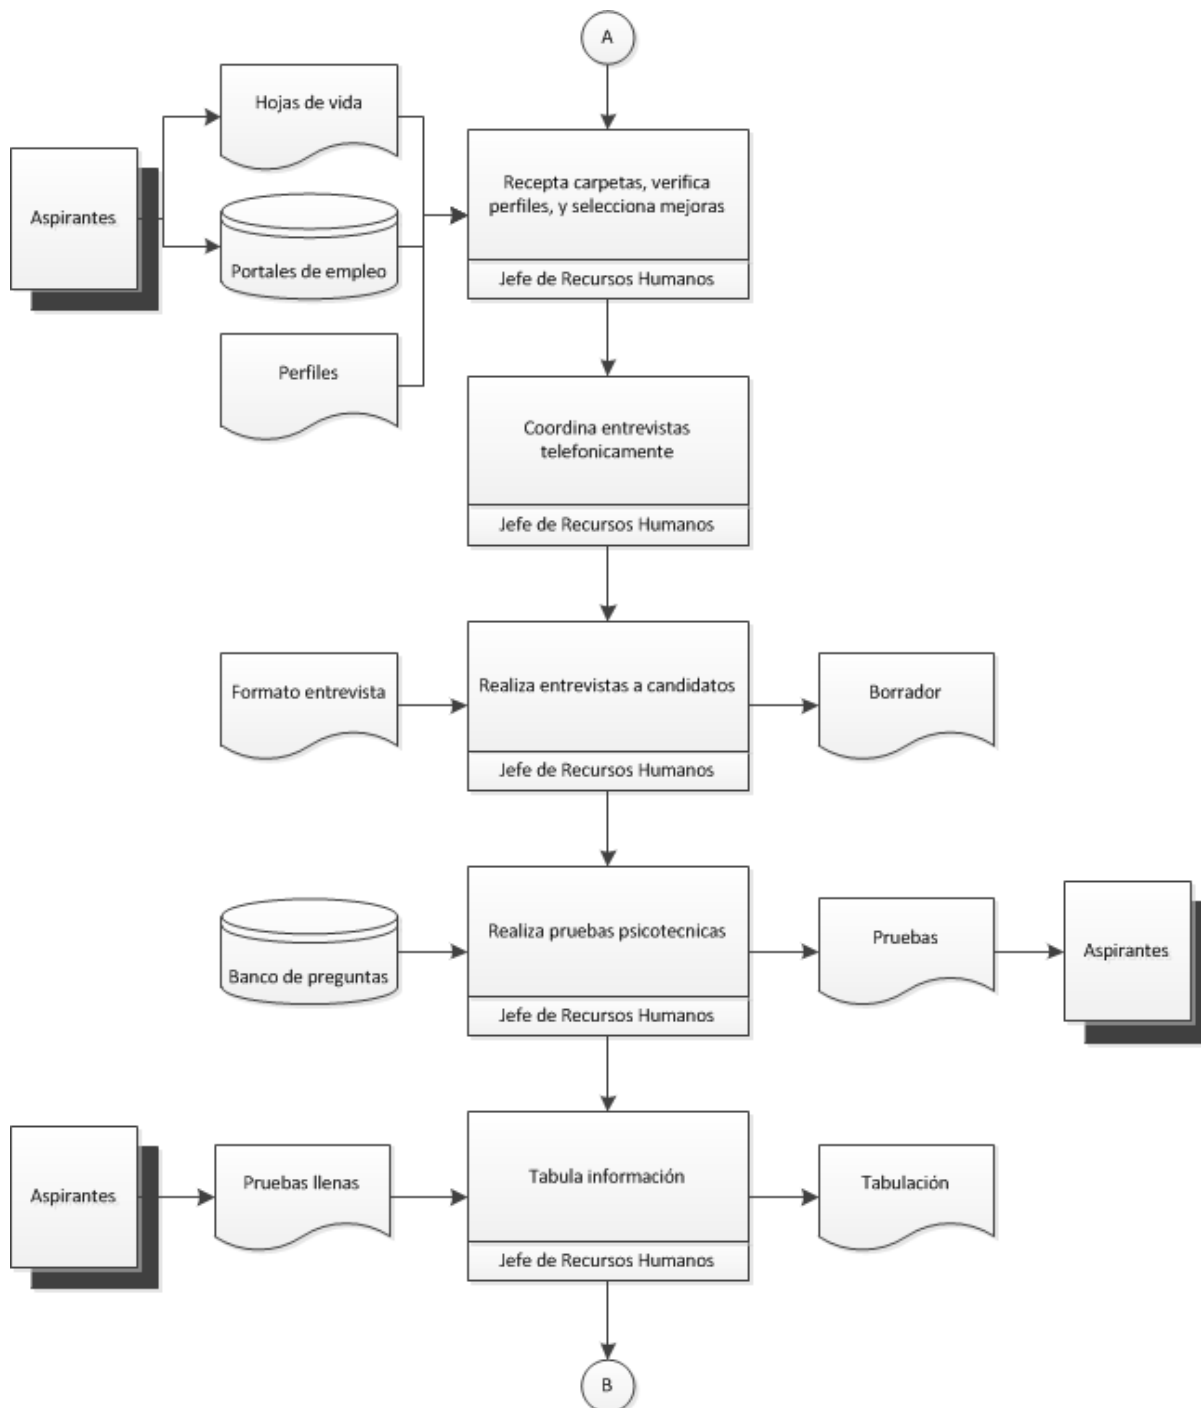 A
Hojas de vida
Recepta carpetas, verifica
perfiles, y selecciona mejoras
Aspirantes
Portales de empleo
Jefe de Recursos Humanos
Perfiles
Coordina entrevistas
telefonicamente
Jefe de Recursos Humanos
Formato entrevista
Realiza entrevistas a candidatos
Borrador
Jefe de Recursos Humanos
Banco de preguntas
Realiza pruebas psicotecnicas
Pruebas
Aspirantes
Jefe de Recursos Humanos
Aspirantes
Pruebas llenas
Tabula información
Tabulación
Jefe de Recursos Humanos
B